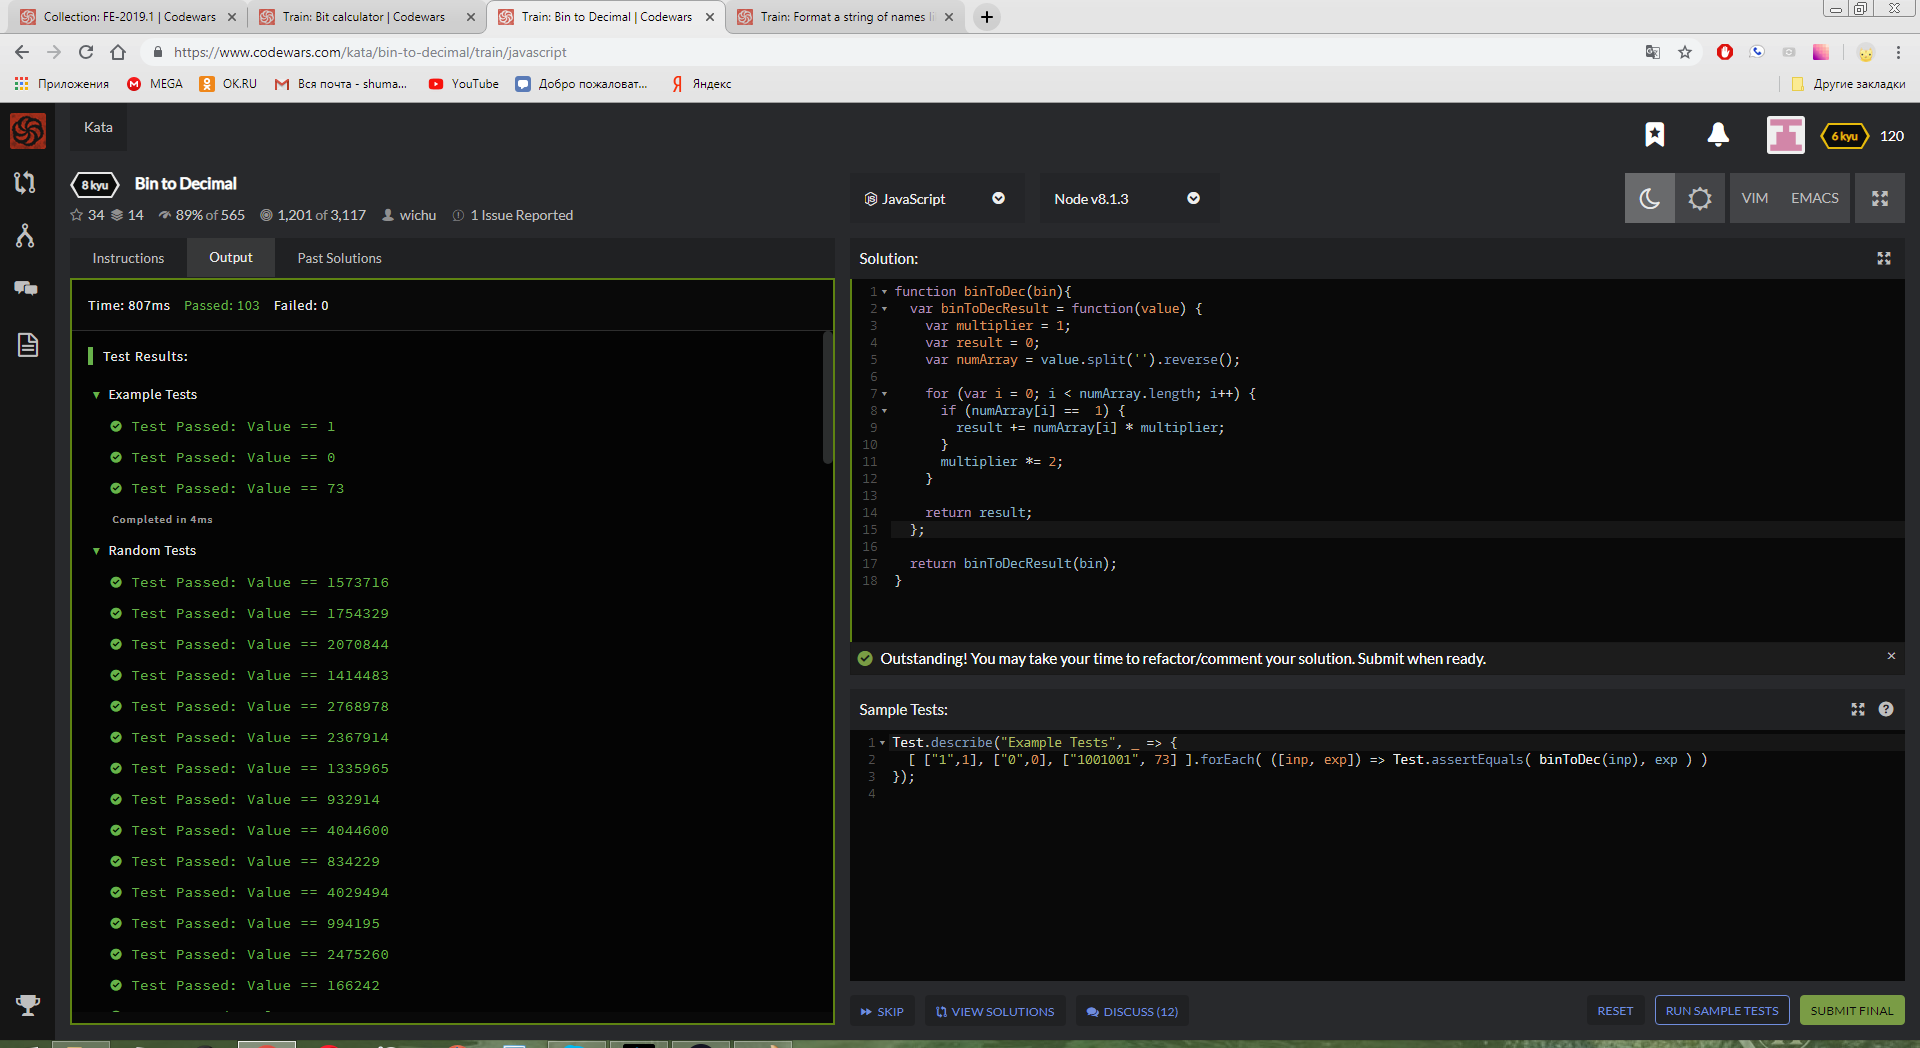 Collection: FE-2019.1 | Codewars
Train: Bit calculator | Codewars
Train: Bin to Decimal | Codewars
Train: Format a string of names li
https://www.codewars.com/kata/bin-to-decimal/train/javascript
Приложения
MEGA
OK.RU
Вся почта - shuma...
YouTube
Добро пожаловат...
Яндекс
Другие закладки
Kata
6 kyu
120
8 kyu
Bin to Decimal
34
14
89% of 565
1,201 of 3,117
wichu
1 Issue Reported
JavaScript
Node v8.1.3
VIM
EMACS
Instructions
Output
Past Solutions
Time: 807ms Passed: 103 Failed: 0
Test Results:
Example Tests
Test Passed: Value == 1
Test Passed: Value == 0
Test Passed: Value == 73
Completed in 4ms
Random Tests
Test Passed: Value == 1573716
Test Passed: Value == 1754329
Test Passed: Value == 2070844
Test Passed: Value == 1414483
Test Passed: Value == 2768978
Test Passed: Value == 2367914
Test Passed: Value == 1335965
Test Passed: Value == 932914
Test Passed: Value == 4044600
Test Passed: Value == 834229
Test Passed: Value == 4029494
Test Passed: Value == 994195
Test Passed: Value == 2475260
Test Passed: Value == 166242
Solution:
1 function binToDec(bin){
2 var binToDecResult = function(value) {
3 var multiplier = 1;
4 var result = 0;
5 var numArray = value.split('').reverse();
6
7 for (var i = 0; i < numArray.length; i++) {
8 if (numArray[i] ==  1) {
9 result += numArray[i] * multiplier;
10 }
11 multiplier *= 2;
12 }
13
14 return result;
15 };
16
17 return binToDecResult(bin);
18 }
Outstanding! You may take your time to refactor/comment your solution. Submit when ready.
Sample Tests:
1 Test.describe("Example Tests", _ => {
2 [ ["1",1], ["0",0], ["1001001", 73] ].forEach( ([inp, exp]) => Test.assertEquals( binToDec(inp), exp ) )
3 });
4
SKIP
VIEW SOLUTIONS
DISCUSS (12)
RESET
RUN SAMPLE TESTS
SUBMIT FINAL